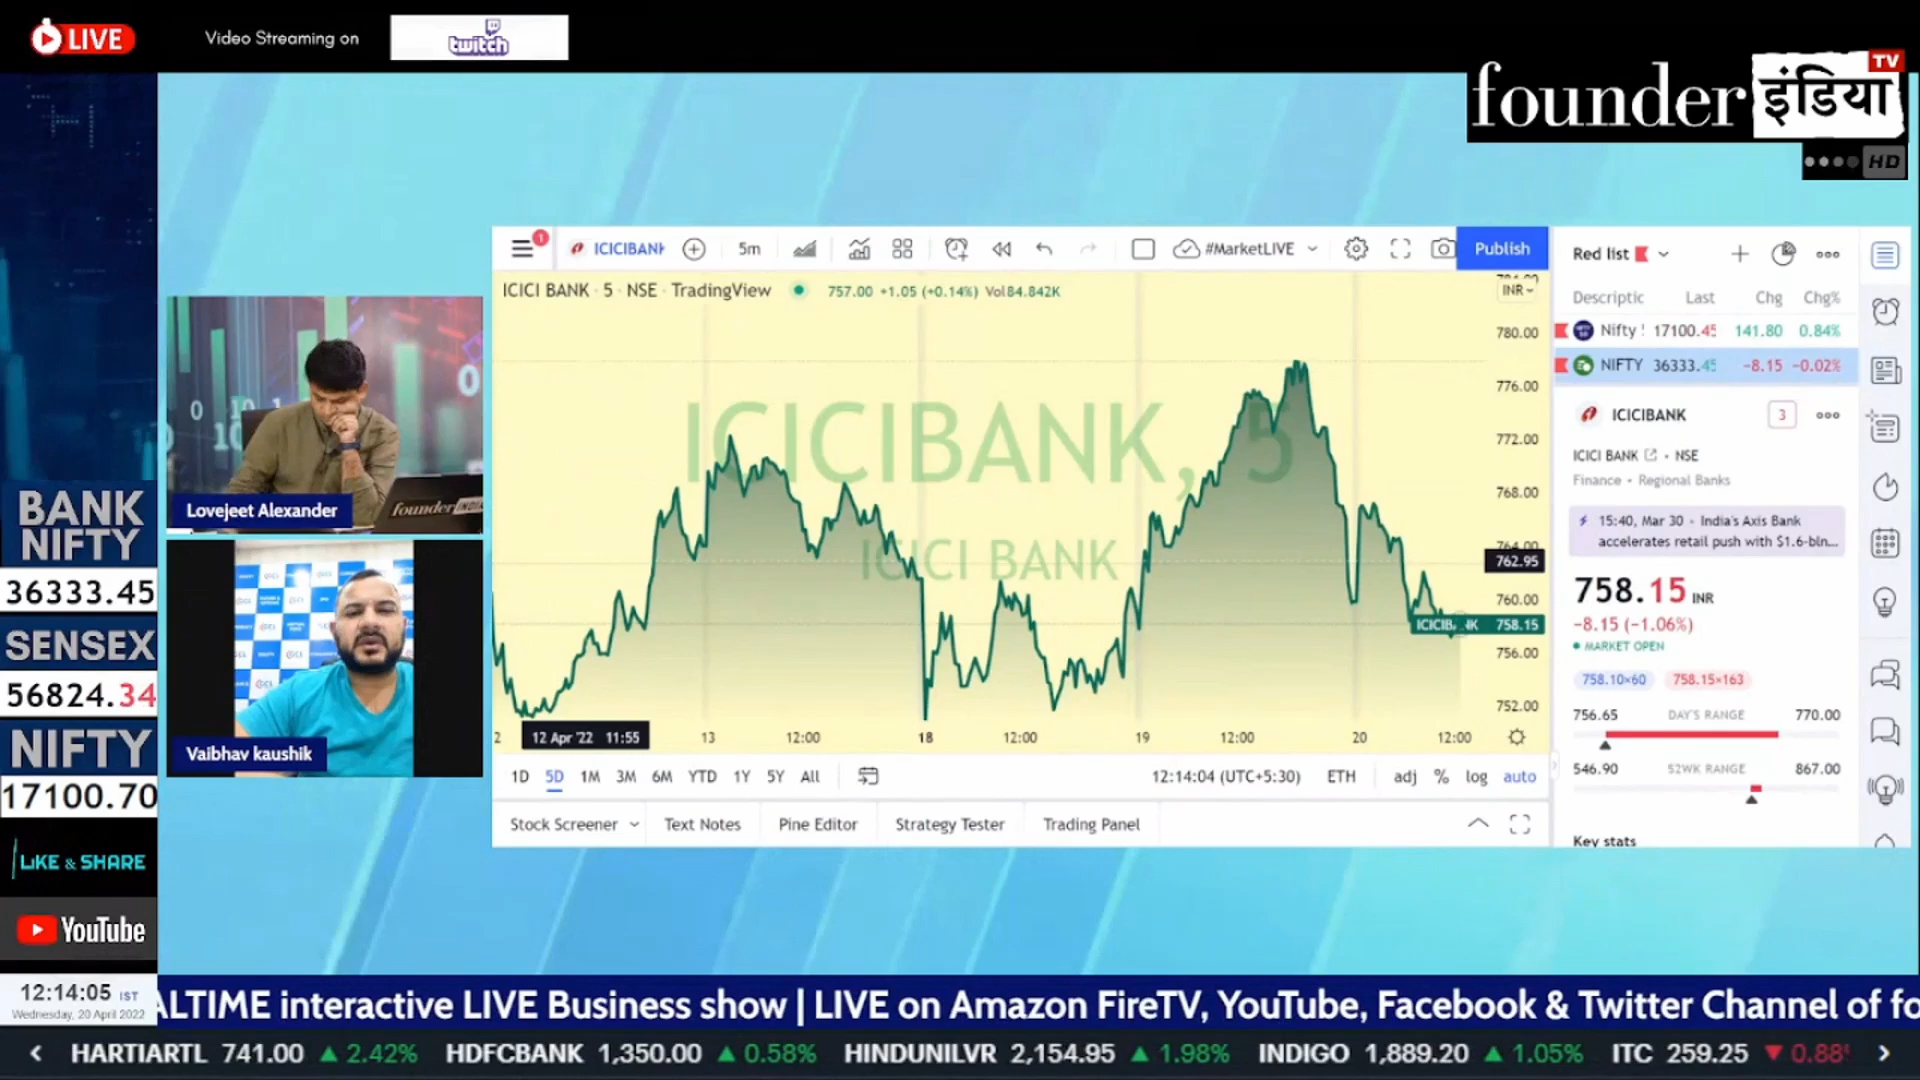 LIVE
Video Streaming on
twitch
founder इंडिया TV
HD
BANK
NIFTY
36333.45
SENSEX
56824.34
NIFTY
17100.70
LIKE & SHARE
YouTube
12:14:05 IST
Wednesday, 20 April 2022
Lovejeet Alexander
founder
Vaibhav kaushik
1
ICICIBANK
5m
#MarketLIVE
Publish
ICICI BANK · 5 · NSE · TradingView
757.00 +1.05 (+0.14%) Vol84.842K
INR
ICICIBANK, 5
ICICI BANK
780.00
776.00
772.00
768.00
764.00
762.95
760.00
ICICIBANK 758.15
756.00
752.00
2
12 Apr '22 11:55
13
12:00
18
12:00
19
12:00
20
12:00
1D 5D 1M 3M 6M YTD 1Y 5Y All
12:14:04 (UTC+5:30) ETH adj % log auto
Stock Screener Text Notes Pine Editor Strategy Tester Trading Panel
Red list
Descriptic Last Chg Chg%
Nifty 17100.45 141.80 0.84%
NIFTY 36333.45 -8.15 -0.02%
ICICIBANK 3
ICICI BANK · NSE
Finance · Regional Banks
15:40, Mar 30 · India's Axis Bank
accelerates retail push with $1.6-bln...
758.15 INR
-8.15 (-1.06%)
MARKET OPEN
758.10×60 758.15×163
756.65 DAY'S RANGE 770.00
546.90 52WK RANGE 867.00
Key stats
ALTIME interactive LIVE Business show | LIVE on Amazon FireTV, YouTube, Facebook & Twitter Channel of fo
HARTIARTL 741.00 ▲ 2.42% HDFCBANK 1,350.00 ▲ 0.58% HINDUNILVR 2,154.95 ▲ 1.98% INDIGO 1,889.20 ▲ 1.05% ITC 259.25 ▼ 0.88